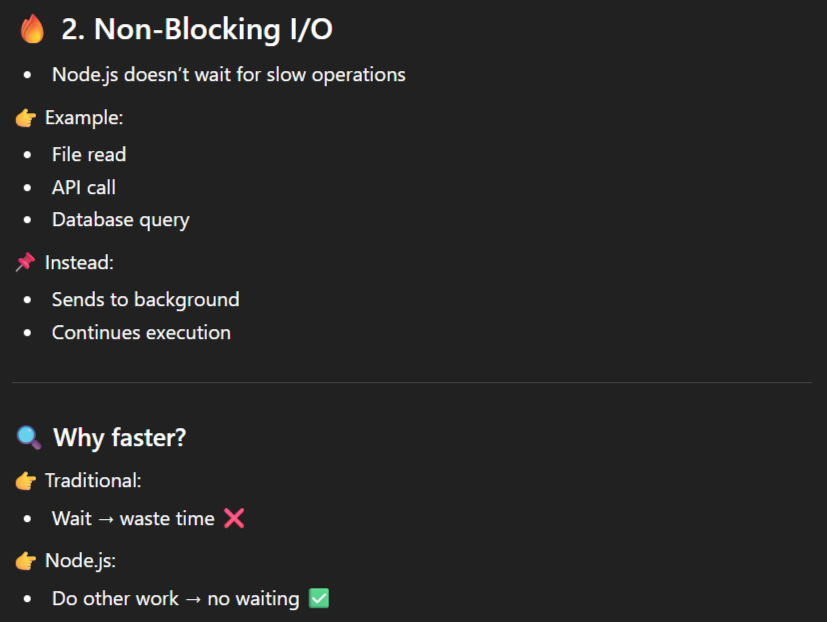 🔥 2. Non-Blocking I/O
• Node.js doesn’t wait for slow operations
👉 Example:
• File read
• API call
• Database query
📌 Instead:
• Sends to background
• Continues execution
🔍 Why faster?
👉 Traditional:
• Wait → waste time ❌
👉 Node.js:
• Do other work → no waiting ✅